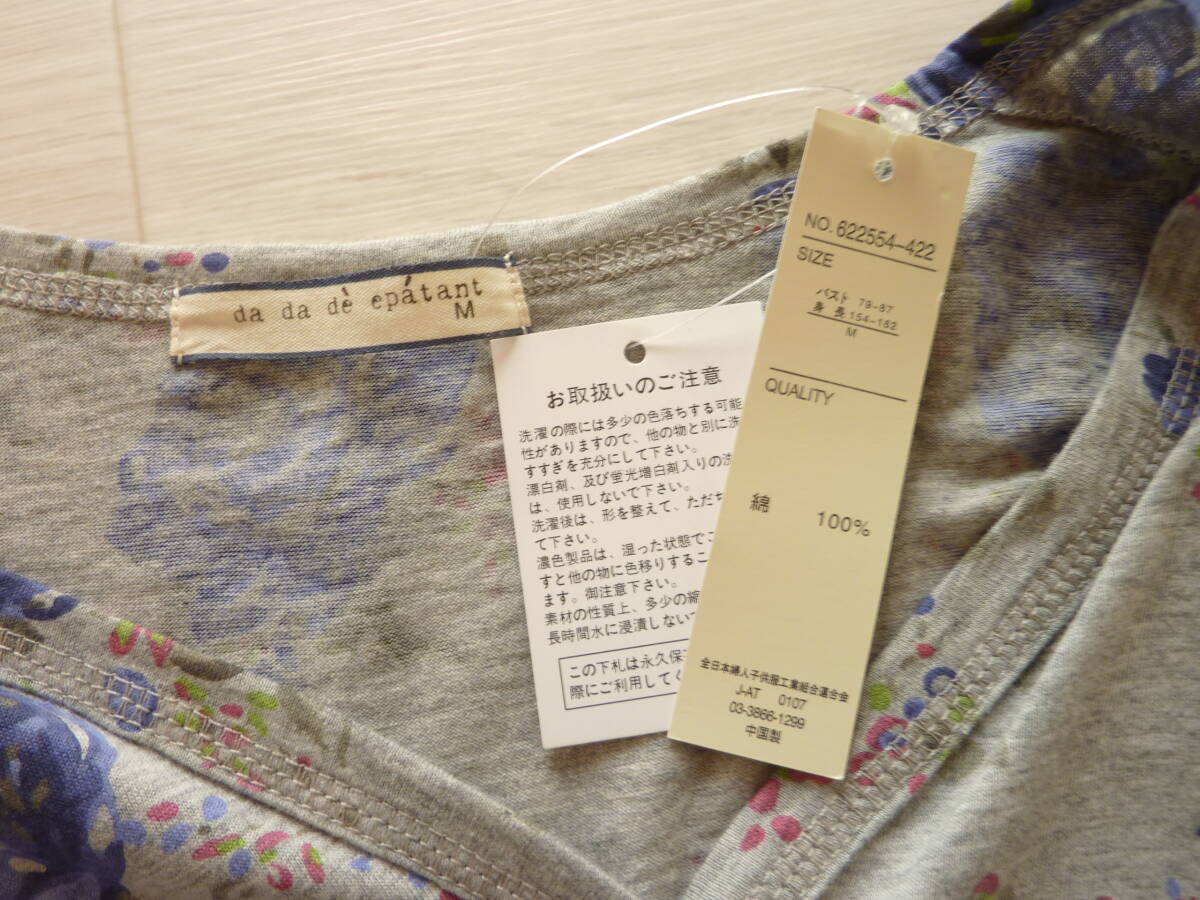 da da dè epátant
M
お取扱いのご注意
洗濯の際には多少の色落ちする可能
性がありますので、他の物と別に洗
すすぎを充分にして下さい。
漂白剤、及び蛍光増白剤入りの洗
は、使用しないで下さい。
洗濯後は、形を整えて、ただち
て下さい。
濃色製品は、湿った状態でこ
すと他の物に色移りするこ
ます。御注意下さい。
素材の性質上、多少の縮
長時間水に浸漬しない
この下札は永久保
際にご利用して
NO. 622554-422
SIZE
バスト 79-87
身長 154-162
M
QUALITY
綿 100%
全日本婦人子供服工業組合連合会
J-AT 0107
03-3866-1299
中国製